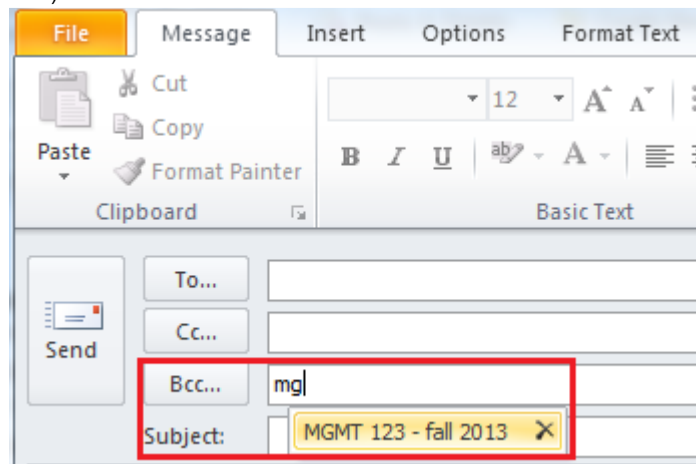 File Message Insert Options Format Text
Cut
12 A A
Copy
Paste
B I U ab A
Format Painter
Clipboard Basic Text
To...
Cc...
Send
Bcc... mg
Subject: MGMT 123 - fall 2013